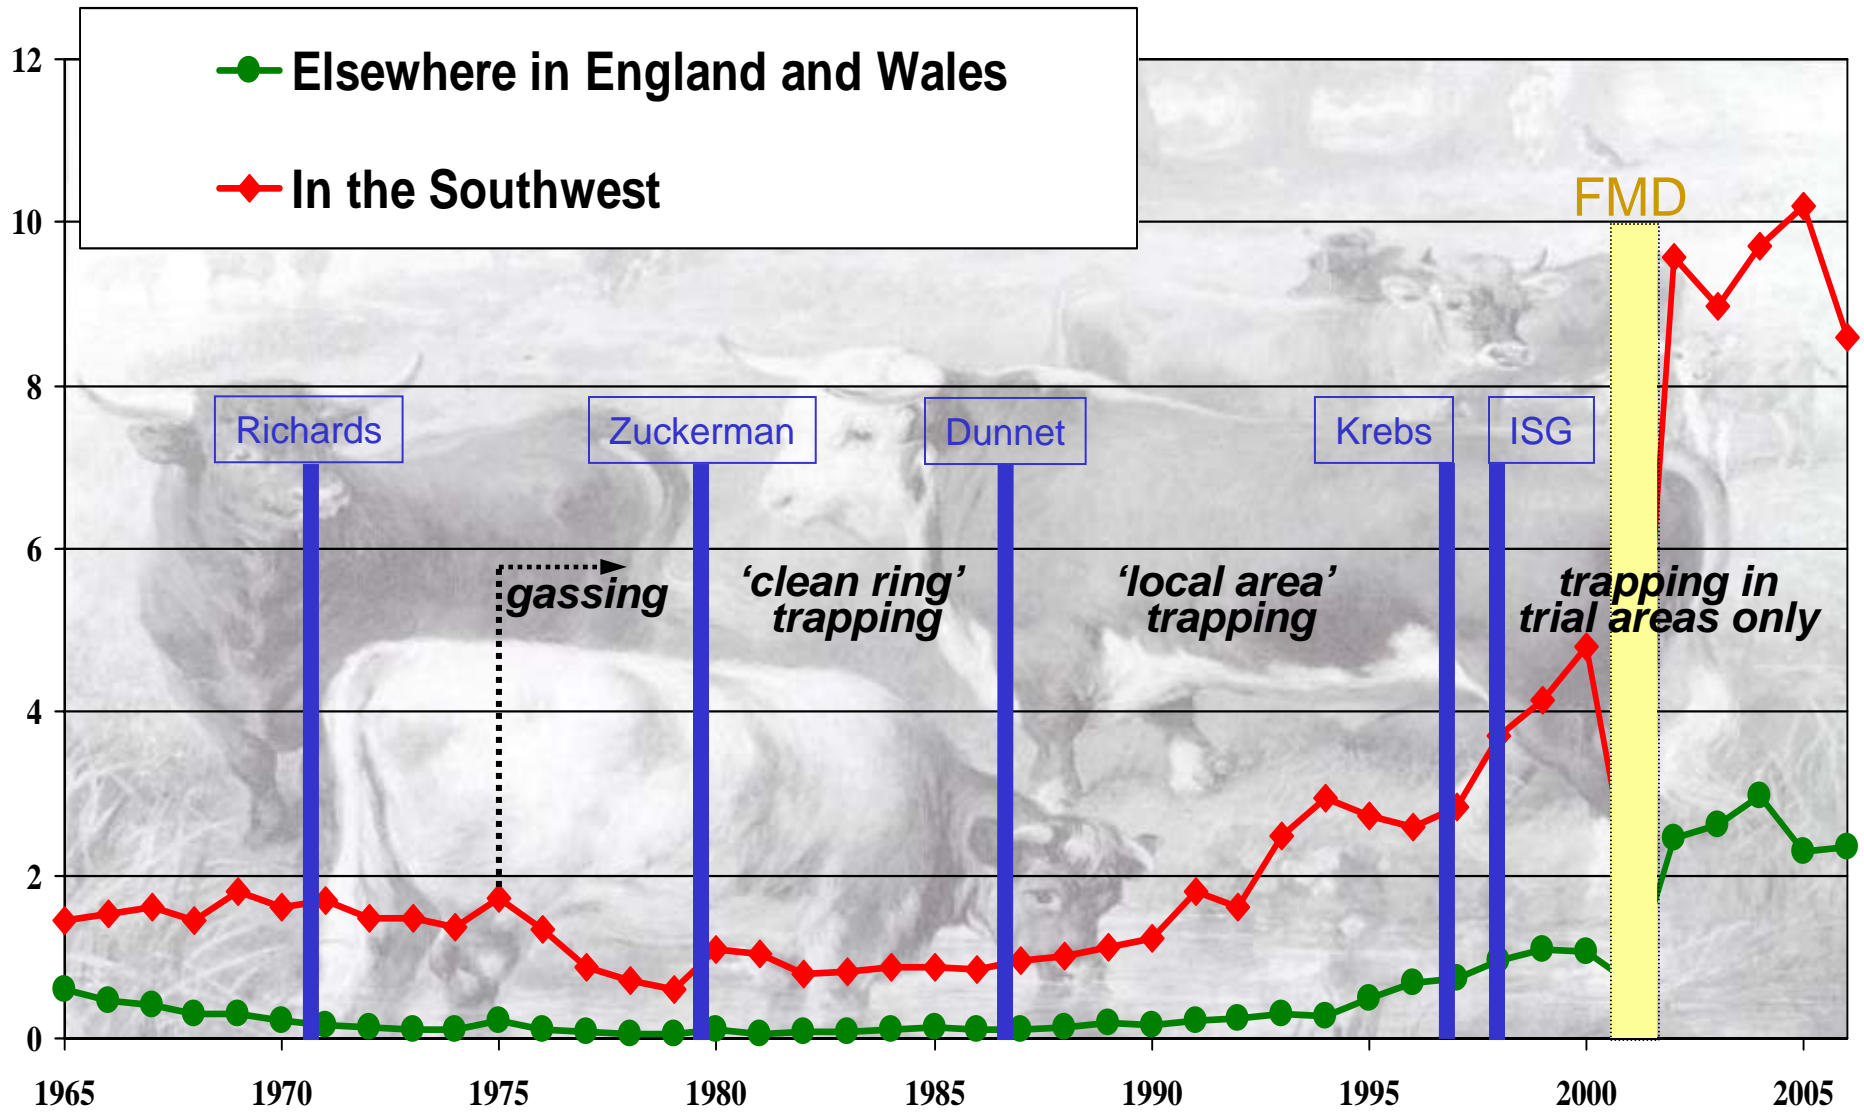 Elsewhere in England and Wales
In the Southwest
12
10
8
6
4
2
0
FMD
Richards
Zuckerman
Dunnet
Krebs
ISG
gassing
‘clean ring’
trapping
‘local area’
trapping
trapping in
trial areas only
1965 1970 1975 1980 1985 1990 1995 2000 2005